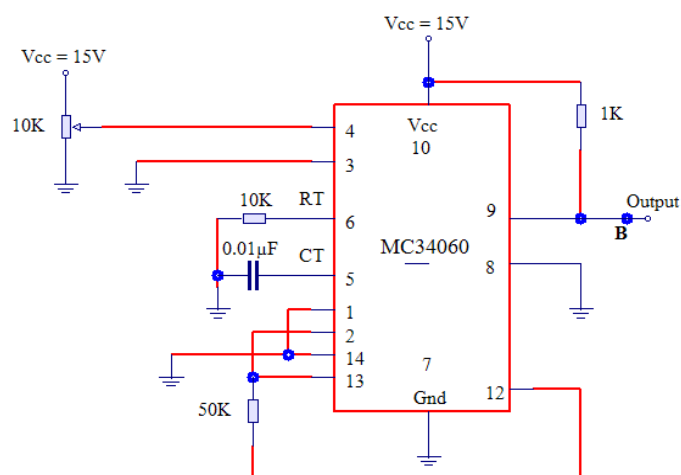 Vcc = 15V
Vcc = 15V
10K
4
Vcc
10
1K
3
10K
RT
6
9
Output
B
0.01µF
CT
5
MC34060
8
1
2
14
7
13
50K
Gnd
12